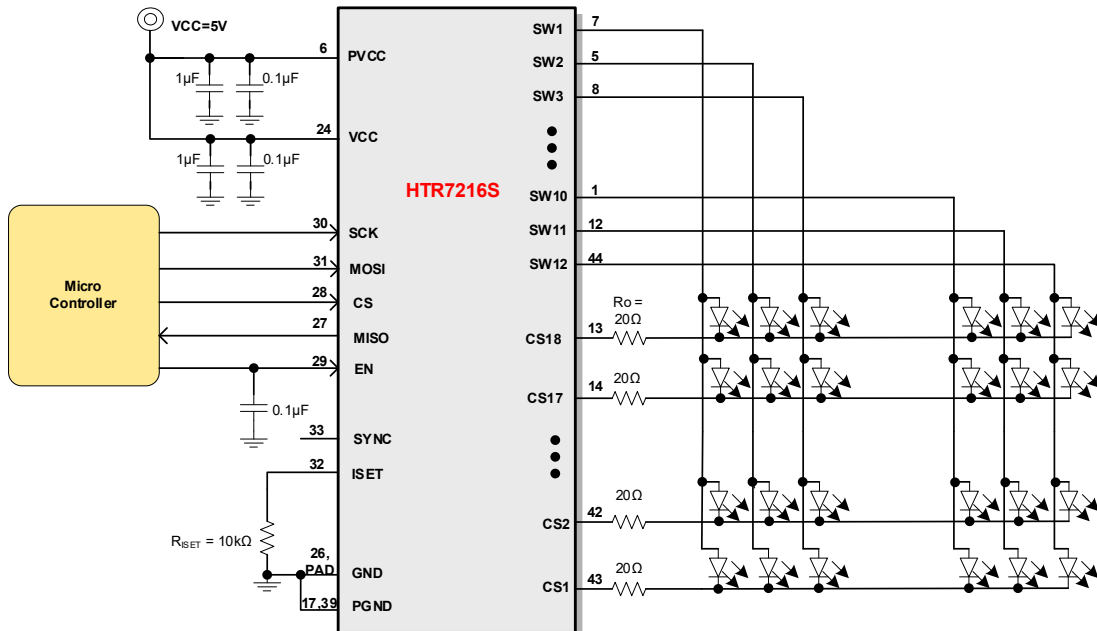 VCC=5V
6
PVCC
1µF
0.1µF
24
VCC
1µF
0.1µF
HTR7216S
Micro
Controller
30
SCK
31
MOSI
28
CS
27
MISO
29
EN
0.1µF
33
SYNC
32
ISET
RISET = 10kΩ
26,
PAD
GND
17,39
PGND
SW1
7
SW2
5
SW3
8
SW10
1
SW11
12
SW12
44
Ro =
20Ω
CS18
13
CS17
14
20Ω
CS2
42
20Ω
CS1
43
20Ω